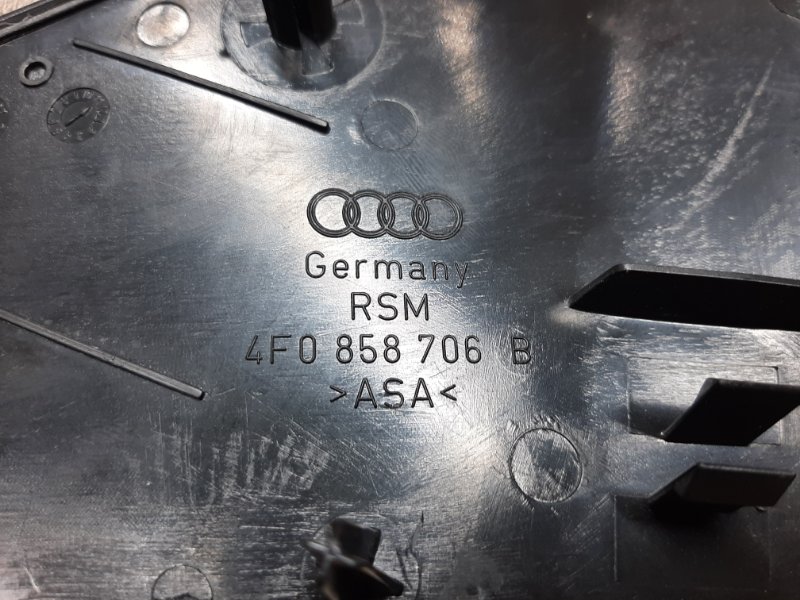 Germany
RSM
4F0 858 706 B
>ASA<